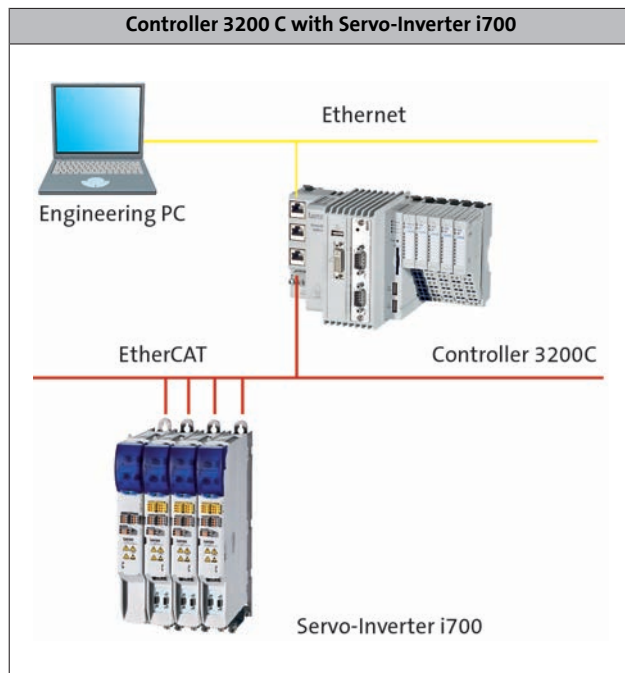 Controller 3200 C with Servo-Inverter i700
Ethernet
Engineering PC
EtherCAT
Controller 3200C
Servo-Inverter i700